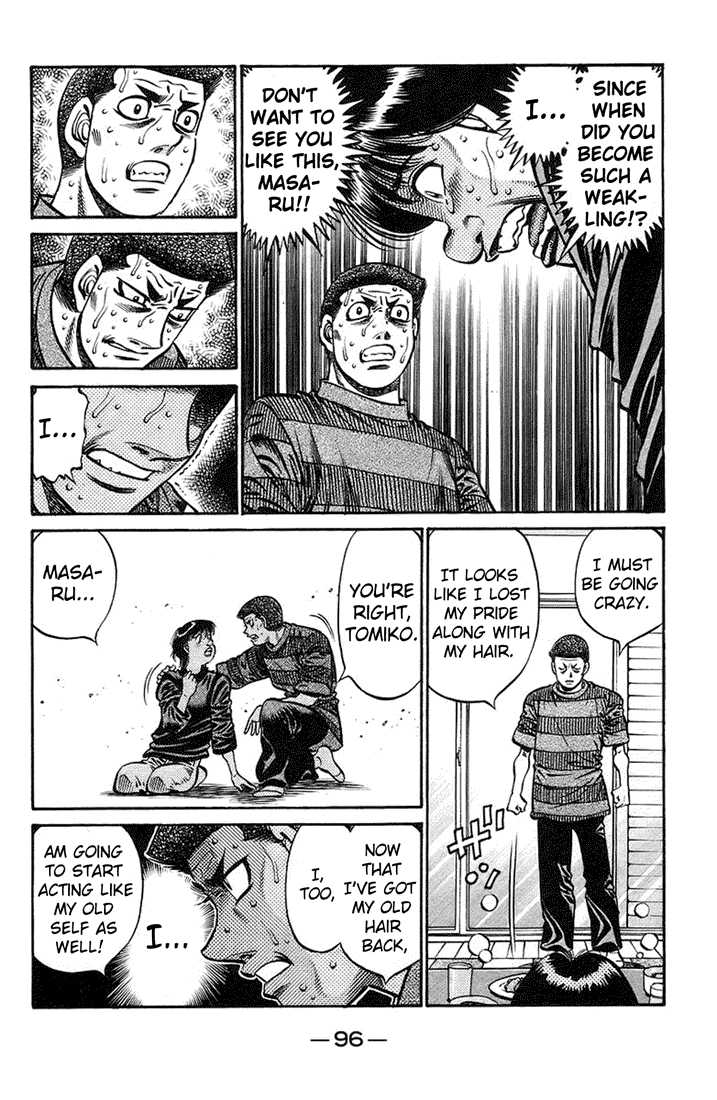 SINCE
WHEN
DID YOU
BECOME
SUCH A
WEAK-
LING!?
I...
DON'T
WANT TO
SEE YOU
LIKE THIS,
MASA-
RU!!
I...
I MUST
BE GOING
CRAZY.
IT LOOKS
LIKE I LOST
MY PRIDE
ALONG WITH
MY HAIR.
ザッ
YOU'RE
RIGHT,
TOMIKO.
MASA-
RU...
NOW
THAT
I'VE GOT
MY OLD
HAIR
BACK,
I,
TOO,
I...
AM GOING
TO START
ACTING LIKE
MY OLD
SELF AS
WELL!
—96—